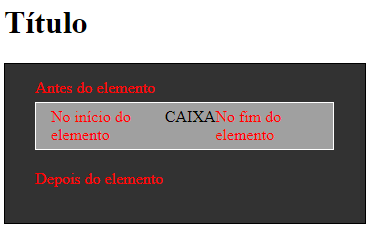 Título
Antes do elemento
No início do elemento CAIXA No fim do elemento
Depois do elemento